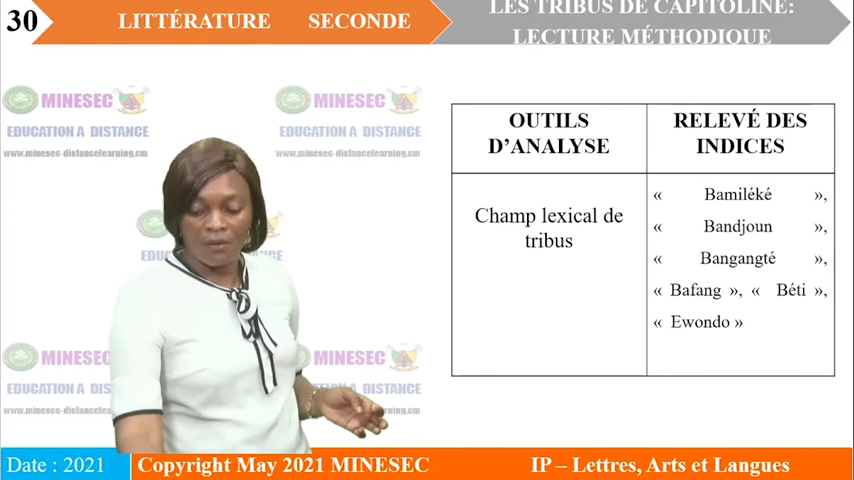 30
LITTÉRATURE SECONDE
LES TRIBUS DE CAPITOLINE:
LECTURE MÉTHODIQUE
MINESEC
EDUCATION A DISTANCE
www.minesec-distancelearning.cm
MINESEC
EDUCATION A DISTANCE
www.minesec-distancelearning.cm
OUTILS
D’ANALYSE
RELEVÉ DES
INDICES
Champ lexical de
tribus
« Bamiléké »,
« Bandjoun »,
« Bangangté »,
« Bafang », « Béti »,
« Ewondo »
MINESEC
EDUCATION A DIS
MINESEC
DISTANCE
Date : 2021
Copyright May 2021 MINESEC
IP – Lettres, Arts et Langues